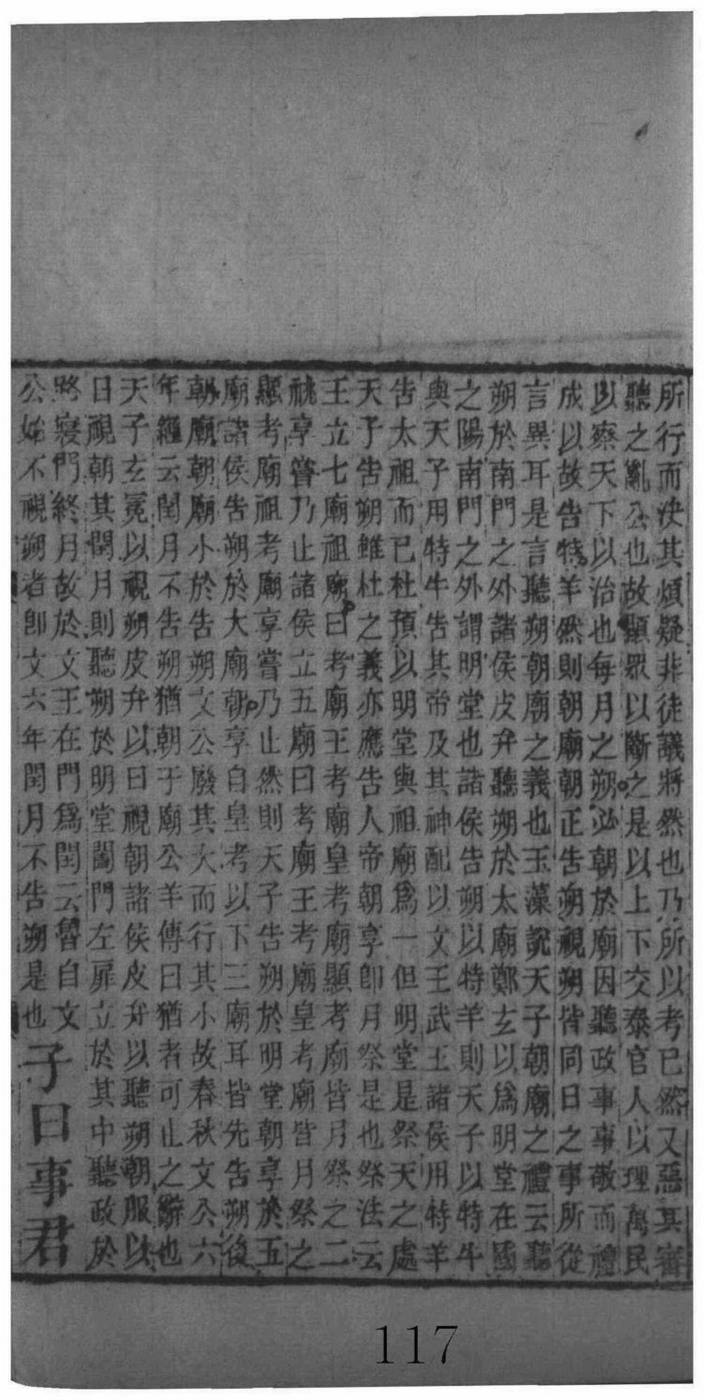 所行而決其煩疑非徒議將然也乃所以考已然又惡其審
聽之亂公也故顯眾以斷之是以上下交泰官人以理萬民
以察天下以治也每月之朔必朝於廟因聽政事事敬而禮
成以故告特羊然則朝廟朝正告朔視朔皆同日之事所從
言異耳是言聽朔朝廟之義也玉藻說天子朝廟之禮云聽
朔於南門之外諸侯皮弁聽朔於太廟鄭玄以爲明堂在國
之陽南門之外謂明堂也諸侯告朔以特羊則天子以特牛
與天子用特牛告其帝及其神配以文王武王諸侯用特羊
告太祖而已杜預以明堂與祖廟爲一但明堂是祭天之處
天子告朔雖杜之義亦應告人帝朝享即月祭是也祭法云
王立七廟祖廟曰考廟王考廟皇考廟顯考廟皆月祭之二
祧享嘗乃止諸侯立五廟曰考廟王考廟皇考廟皆月祭之
顯考廟祖考廟享嘗乃止然則天子告朔於明堂朝享於五
廟諸侯告朔於大廟朝享自皇考以下三廟耳皆先告朔後
朝廟朝廟小於告朔文公廢其大而行其小故春秋文公六
年經云閏月不告朔猶朝于廟公羊傳曰猶者可止之辭也
天子玄冕以視朔皮弁以日視朝諸侯皮弁以聽朔朝服以
日視朝其閏月則聽朔於明堂闔門左扉立於其中聽政於
路寢門終月故於文王在門爲閏云魯自文
公始不視朔者即文六年閏月不告朔是也
子曰事君